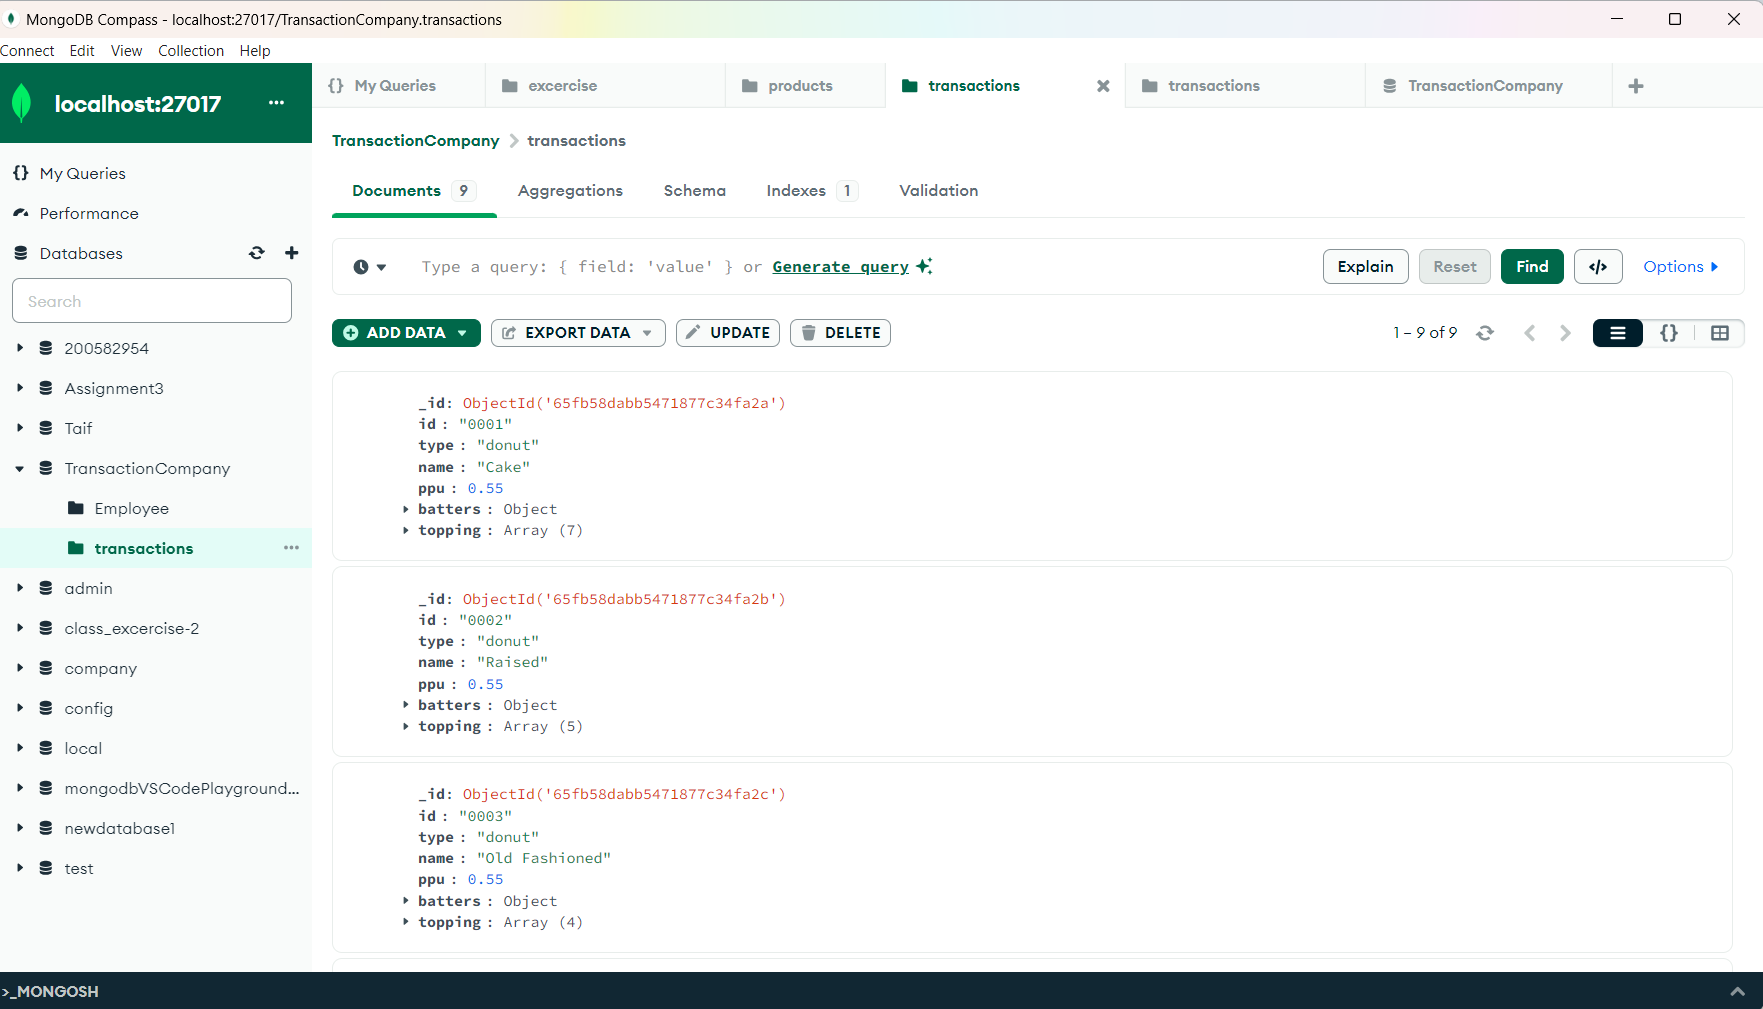 MongoDB Compass - localhost:27017/TransactionCompany.transactions
Connect Edit View Collection Help
localhost:27017
My Queries excercise products transactions transactions TransactionCompany
TransactionCompany > transactions
Documents 9 Aggregations Schema Indexes 1 Validation
Type a query: { field: 'value' } or Generate query
Explain Reset Find </> Options
ADD DATA EXPORT DATA UPDATE DELETE
1 – 9 of 9
{} My Queries
Performance
Databases
Search
200582954
Assignment3
Taif
TransactionCompany
Employee
transactions
admin
class_excercise-2
company
config
local
mongodbVSCodePlayground...
newdatabase1
test
_id: ObjectId('65fb58dabb5471877c34fa2a')
id : "0001"
type : "donut"
name : "Cake"
ppu : 0.55
batters : Object
topping : Array (7)
_id: ObjectId('65fb58dabb5471877c34fa2b')
id : "0002"
type : "donut"
name : "Raised"
ppu : 0.55
batters : Object
topping : Array (5)
_id: ObjectId('65fb58dabb5471877c34fa2c')
id : "0003"
type : "donut"
name : "Old Fashioned"
ppu : 0.55
batters : Object
topping : Array (4)
>_MONGOSH